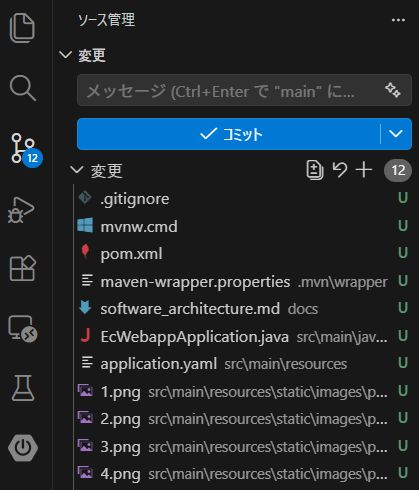 ソース管理
変更
メッセージ (Ctrl+Enter で "main" に...
コミット
変更 12
.gitignore U
mvnw.cmd U
pom.xml U
maven-wrapper.properties .mvn\wrapper U
software_architecture.md docs U
EcWebappApplication.java src\main\jav... U
application.yaml src\main\resources U
1.png src\main\resources\static\images\p... U
2.png src\main\resources\static\images\p... U
3.png src\main\resources\static\images\p... U
4.png src\main\resources\static\images\p... U
12